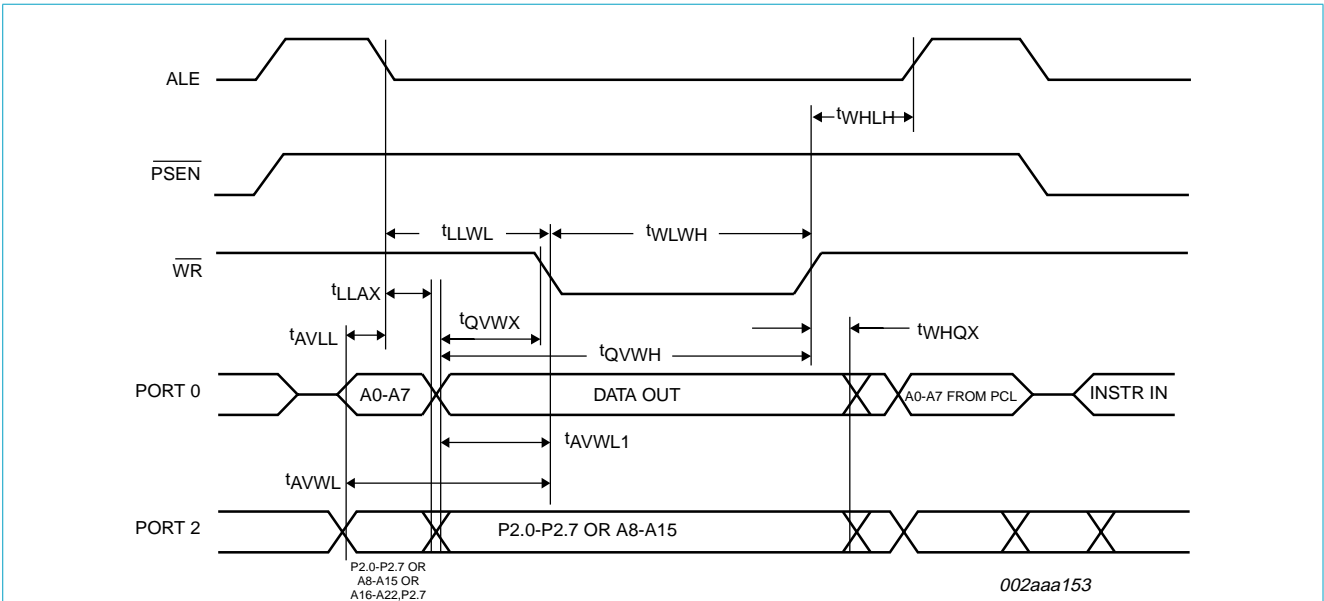 ALE
tWHLH
PSEN
tLLWL
tWLWH
WR
tLLAX
tQVWX
tAVLL
tWHQX
tQVWH
PORT 0
A0-A7
DATA OUT
A0-A7 FROM PCL
INSTR IN
tAVWL1
tAVWL
PORT 2
P2.0-P2.7 OR A8-A15
P2.0-P2.7 OR
A8-A15 OR
A16-A22,P2.7
002aaa153